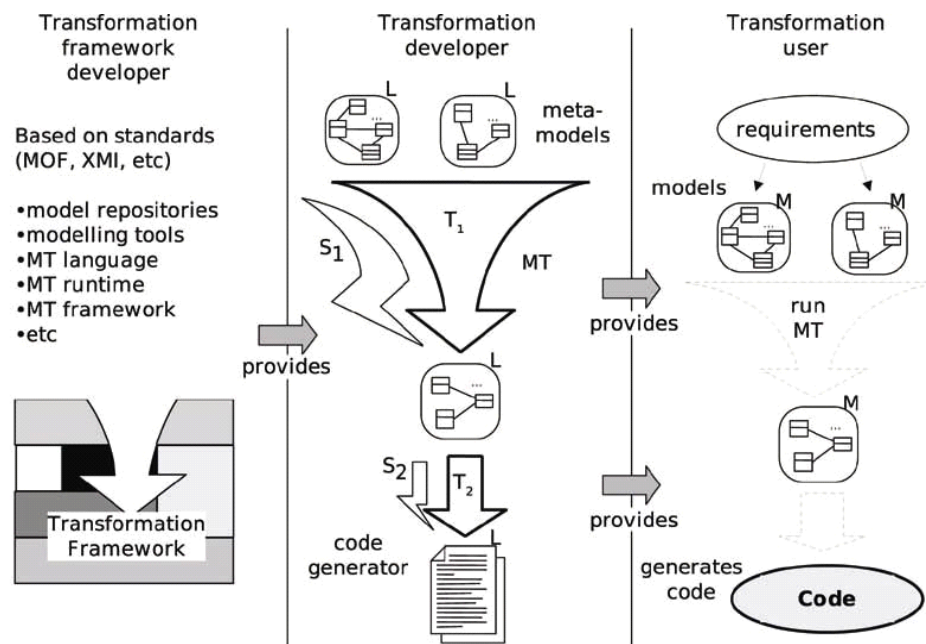 Transformation
framework
developer
Based on standards
(MOF, XMI, etc)
•model repositories
•modelling tools
•MT language
•MT runtime
•MT framework
•etc
provides
Transformation
Framework
Transformation
developer
L
L
...
...
meta-
models
S1
T1
MT
L
...
S2
T2
L
code
generator
provides
provides
Transformation
user
requirements
models
M
M
...
...
run
MT
M
...
generates
code
Code